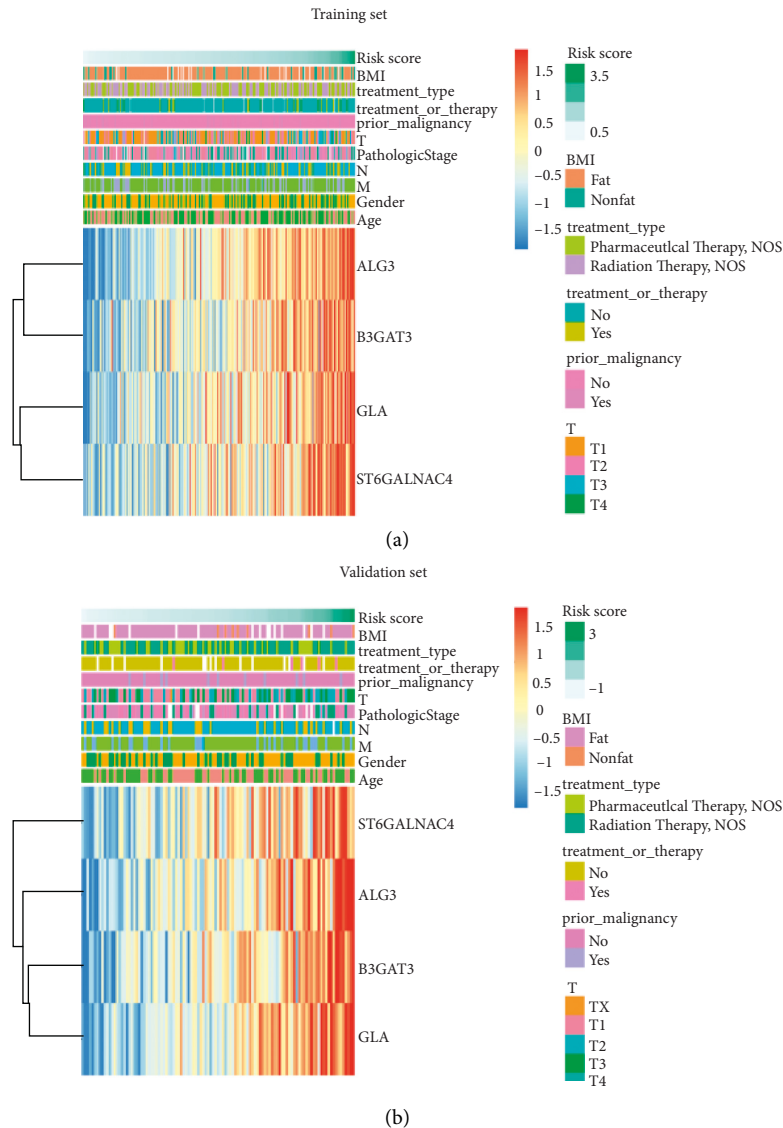 Training set
Risk score
BMI
treatment_type
treatment_or_therapy
prior_malignancy
T
PathologicStage
N
M
Gender
Age
ALG3
B3GAT3
GLA
ST6GALNAC4
1.5
1
0.5
0
−0.5
−1
−1.5
Risk score
3.5
0.5
BMI
Fat
Nonfat
treatment_type
Pharmaceutlcal Therapy, NOS
Radiation Therapy, NOS
treatment_or_therapy
No
Yes
prior_malignancy
No
Yes
T
T1
T2
T3
T4
(a)
Validation set
Risk score
BMI
treatment_type
treatment_or_therapy
prior_malignancy
T
PathologicStage
N
M
Gender
Age
ST6GALNAC4
ALG3
B3GAT3
GLA
1.5
1
0.5
0
−0.5
−1
−1.5
Risk score
3
−1
BMI
Fat
Nonfat
treatment_type
Pharmaceutlcal Therapy, NOS
Radiation Therapy, NOS
treatment_or_therapy
No
Yes
prior_malignancy
No
Yes
T
TX
T1
T2
T3
T4
(b)